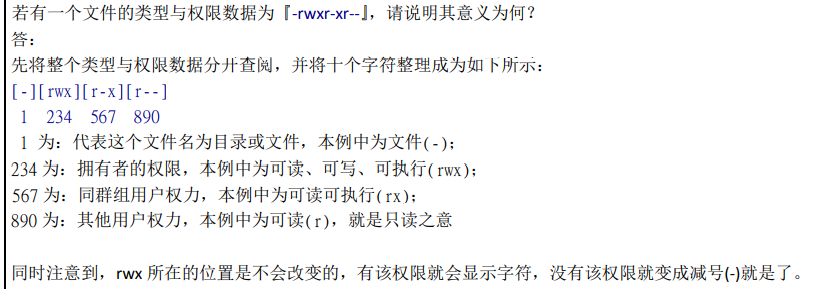 若有一个文件的类型与权限数据为『-rwxr-xr--』，请说明其意义为何？
答：
先将整个类型与权限数据分开查阅，并将十个字符整理成为如下所示：
[-][rwx][r-x][r--]
1 234 567 890
1 为：代表这个文件名为目录或文件，本例中为文件(-)；
234 为：拥有者的权限，本例中为可读、可写、可执行(rwx)；
567 为：同群组用户权力，本例中为可读可执行(rx)；
890 为：其他用户权力，本例中为可读(r)，就是只读之意
同时注意到，rwx 所在的位置是不会改变的，有该权限就会显示字符，没有该权限就变成减号(-)就是了。